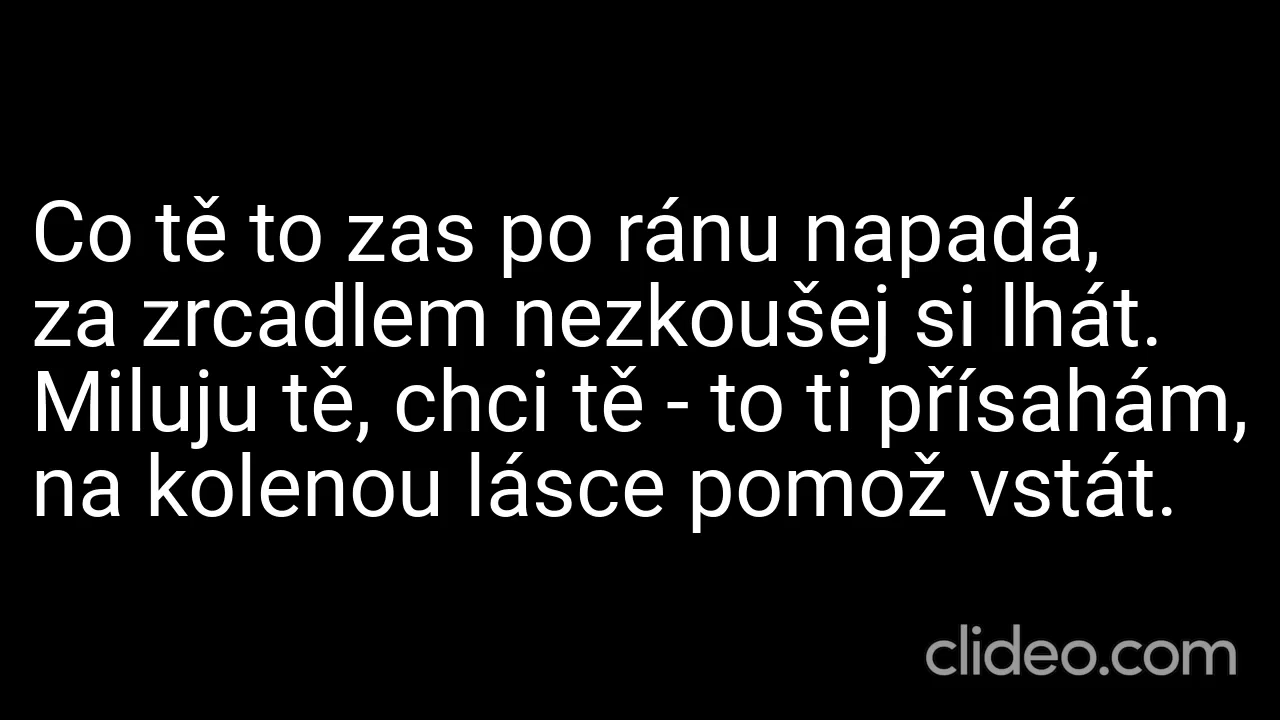 Co tě to zas po ránu napadá,
za zrcadlem nezkoušej si lhát.
Miluju tě, chci tě - to ti přísahám,
na kolenou lásce pomož vstát.
clideo.com